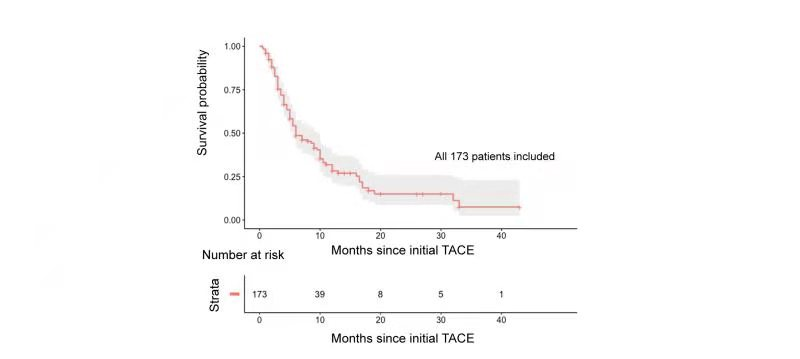 Survival probability
1.00
0.75
0.50
0.25
0.00
All 173 patients included
0 10 20 30 40
Months since initial TACE
Number at risk
Strata
173 39 8 5 1
0 10 20 30 40
Months since initial TACE